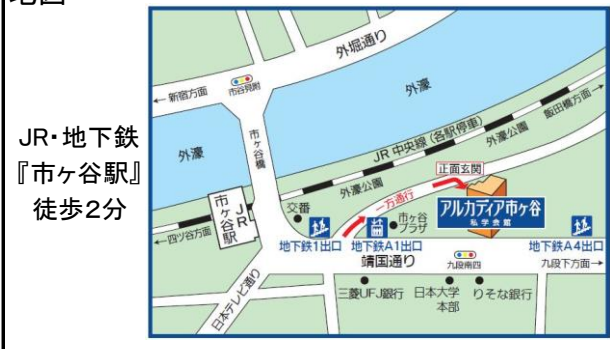 JR・地下鉄
『市ヶ谷駅』
徒歩2分
外堀通り
←新宿方面
市谷見附
外濠
飯田橋方面→
市ヶ谷橋
JR中央線(各駅停車)
外濠公園
外濠
正面玄関
外濠公園
一方通行
アルカディア市ヶ谷
私学会館
JR
市ヶ谷駅
交番
市ヶ谷
プラザ
←四ツ谷方面
地下鉄1出口
地下鉄A1出口
地下鉄A4出口
靖国通り
九段南四
九段下方面→
日本テレビ通り
三菱UFJ銀行
日本大学
本部
りそな銀行